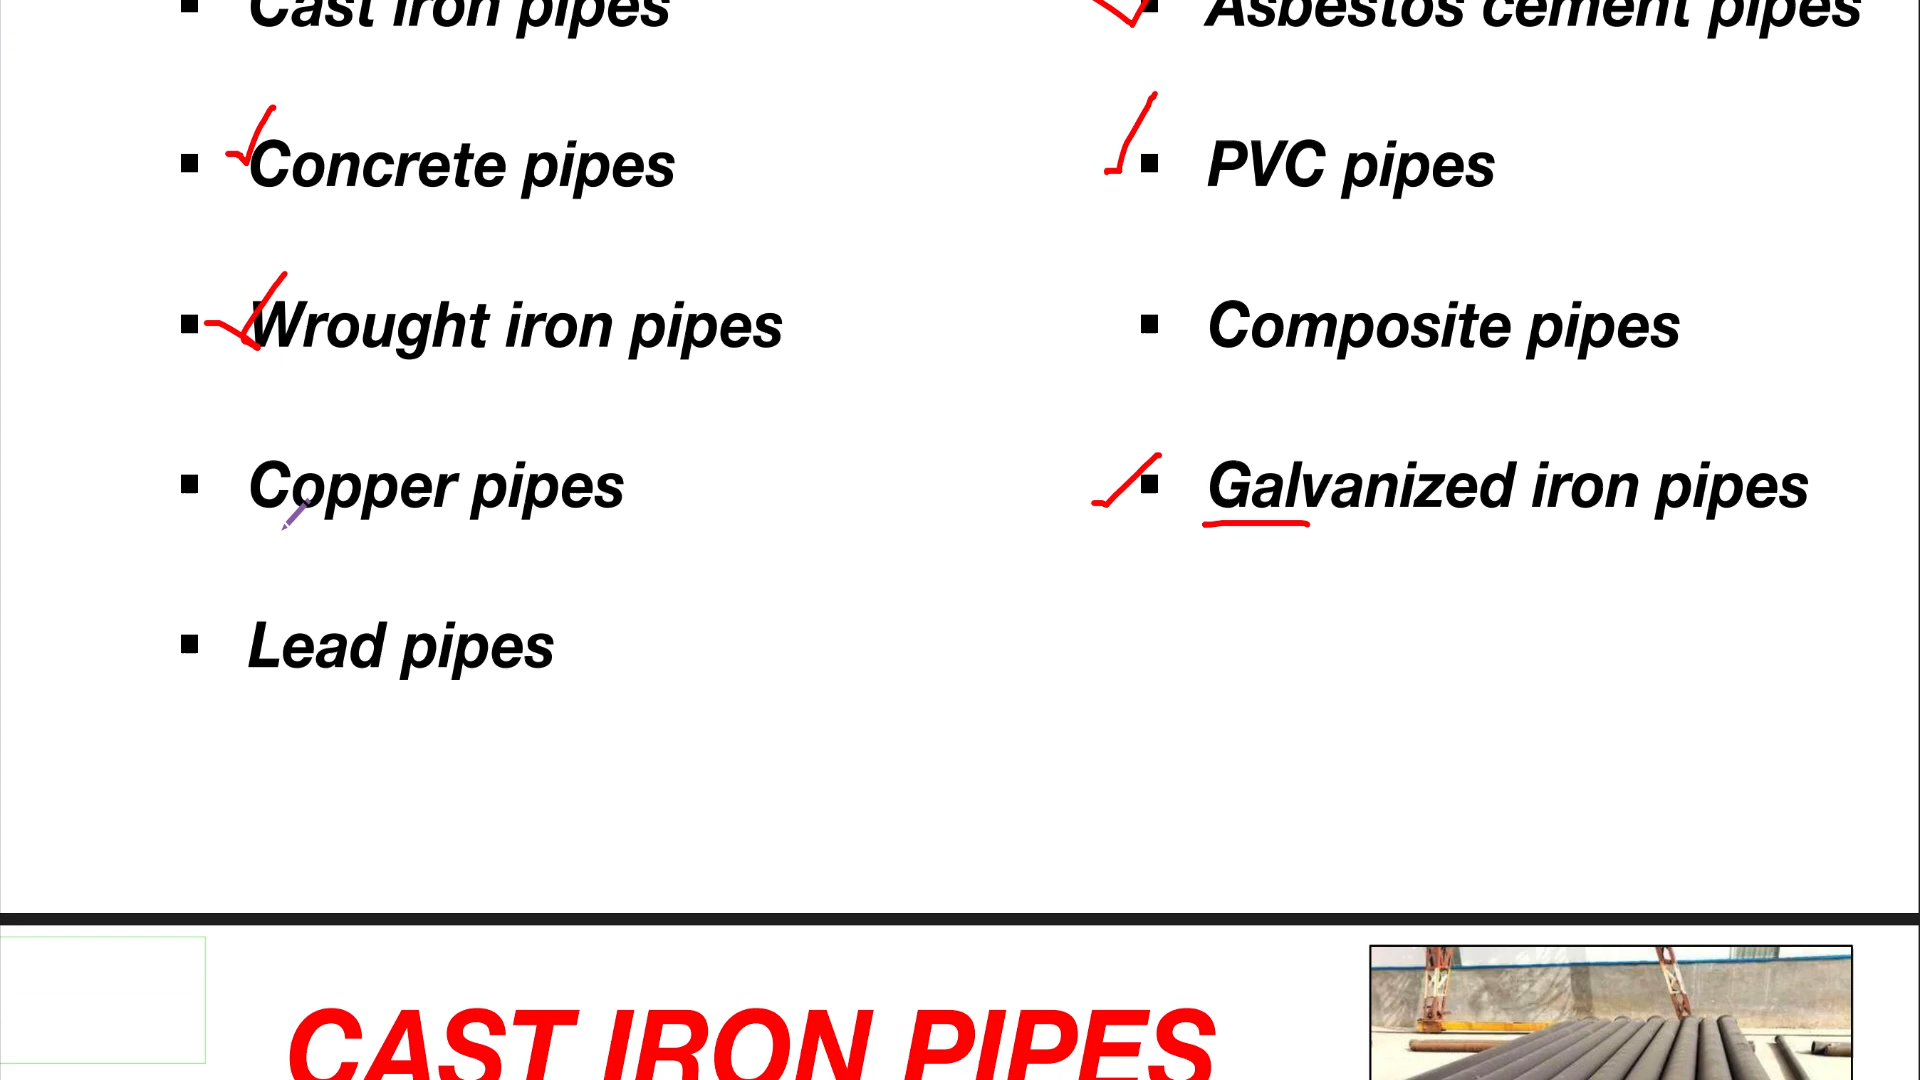 Cast iron pipes
Concrete pipes
Wrought iron pipes
Copper pipes
Lead pipes
Asbestos cement pipes
PVC pipes
Composite pipes
Galvanized iron pipes
CAST IRON PIPES